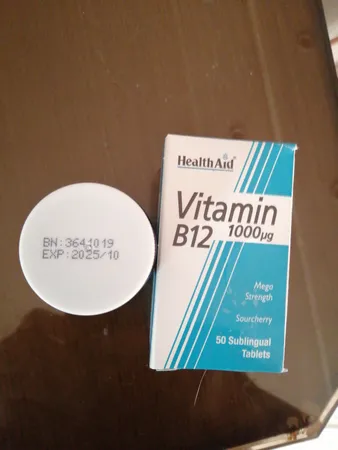 BN:3641019
EXP:2025/10
HealthAid
Vitamin
B12 1000µg
Mega
Strength
Sourcherry
50 Sublingual
Tablets